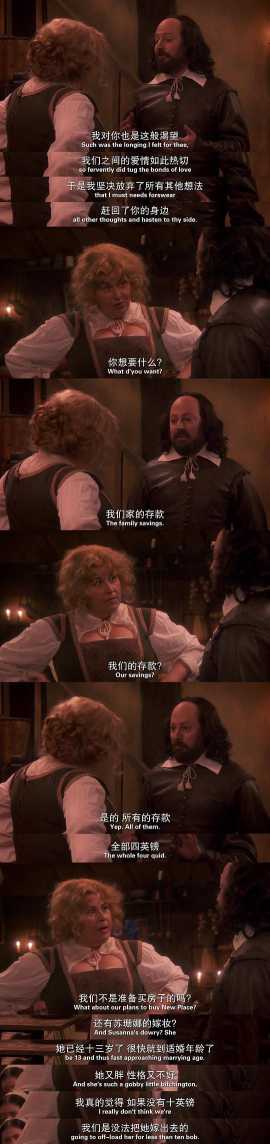 我对你也是这般渴望
Such was the longing I felt for thee,
我们之间的爱情如此热切
so fervently did tug the bonds of love
于是我坚决放弃了所有其他想法
that I must needs forswear
赶回了你的身边
all other thoughts and hasten to thy side.
你想要什么?
What d'you want?
我们家的存款
The family savings.
我们的存款?
Our savings?
是的 所有的存款
Yep. All of them.
全部四英镑
The whole four quid.
我们不是准备买房子的吗?
What about our plans to buy New Place?
还有苏珊娜的嫁妆?
And Susanna's dowry? She
她已经十三岁了 很快就到适婚年龄了
be 13 and thus fast approaching marrying age.
她又胖 性格又不好
And she's such a gobby little bitchington,
我真的觉得 如果没有十英镑
I really don't think we're
我们是没法把她嫁出去的
going to off-load her for less than ten bob.